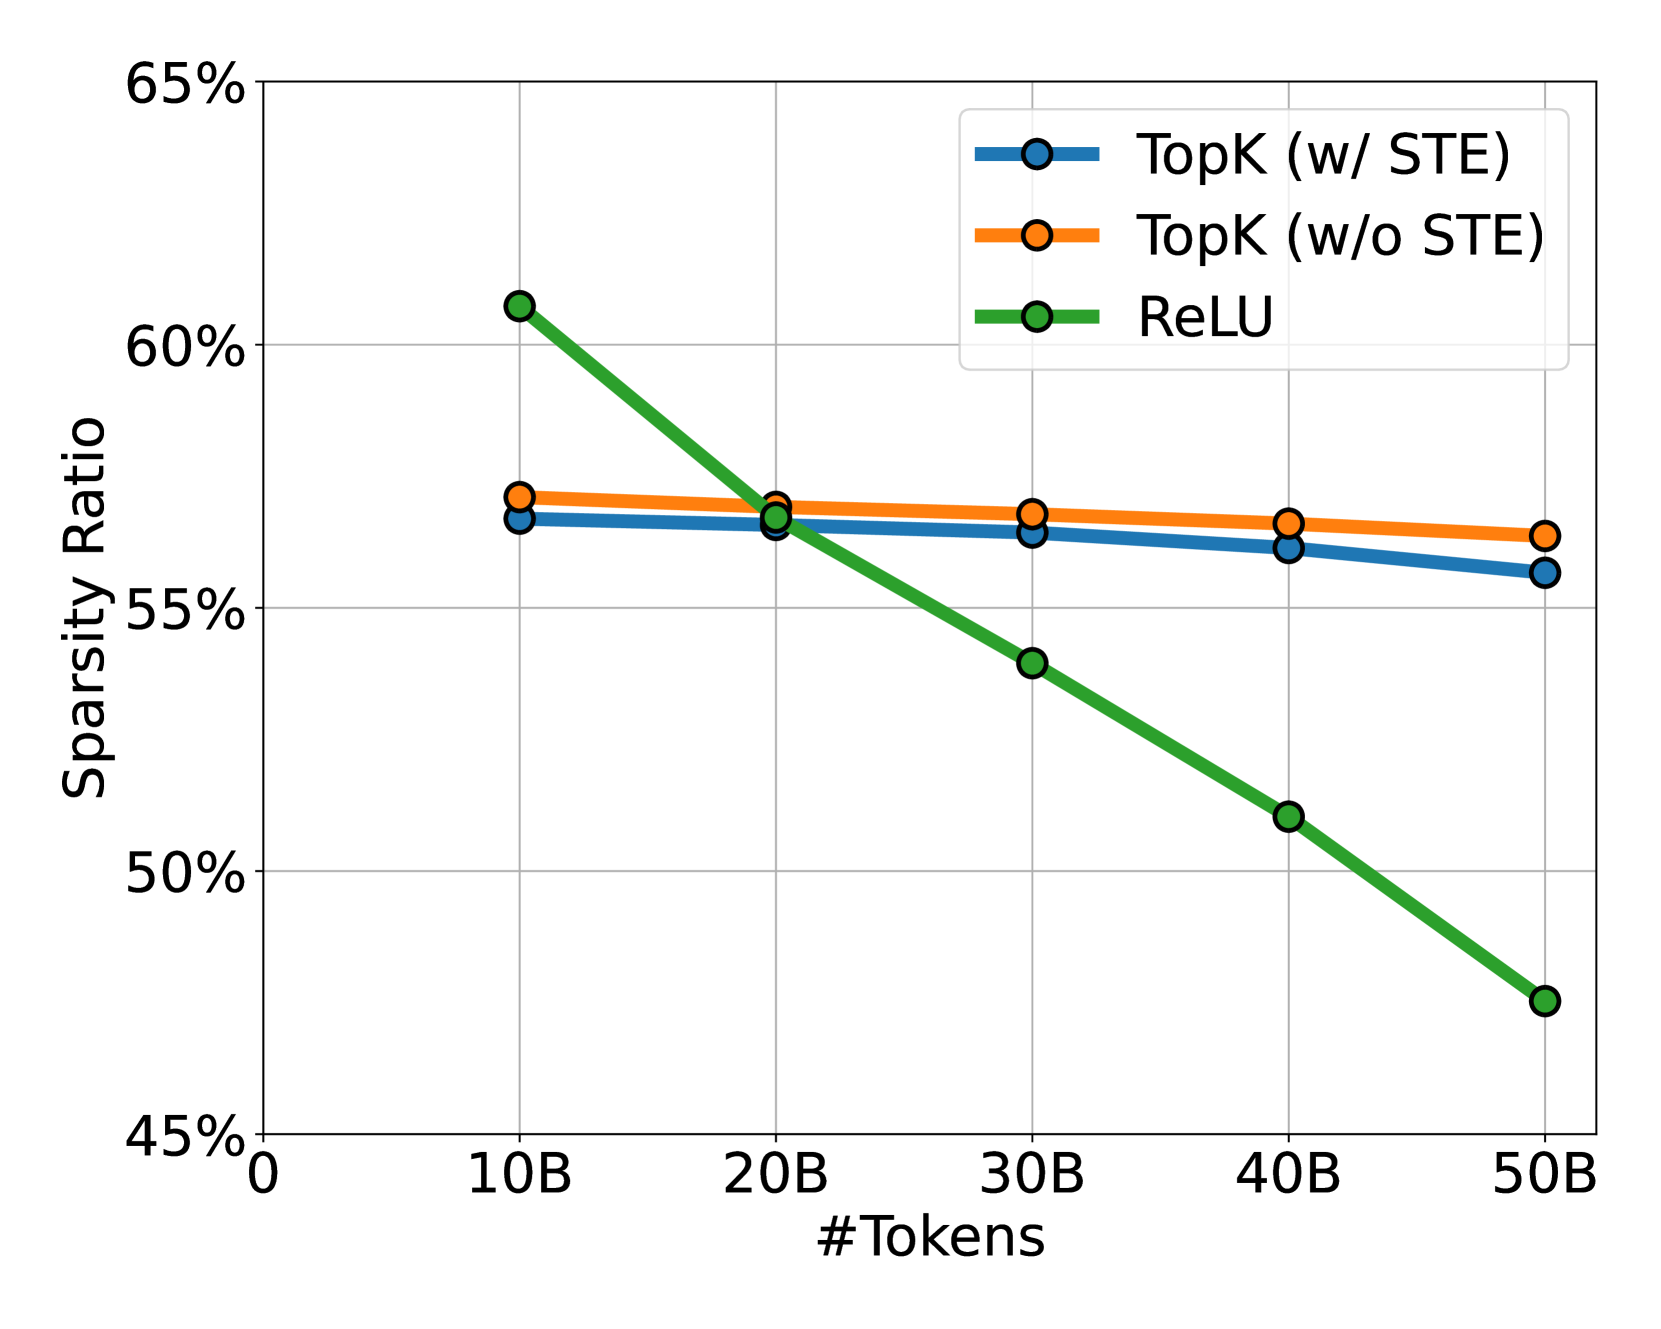 65%
60%
55%
50%
45%
Sparsity Ratio
TopK (w/ STE)
TopK (w/o STE)
ReLU
0 10B 20B 30B 40B 50B
#Tokens